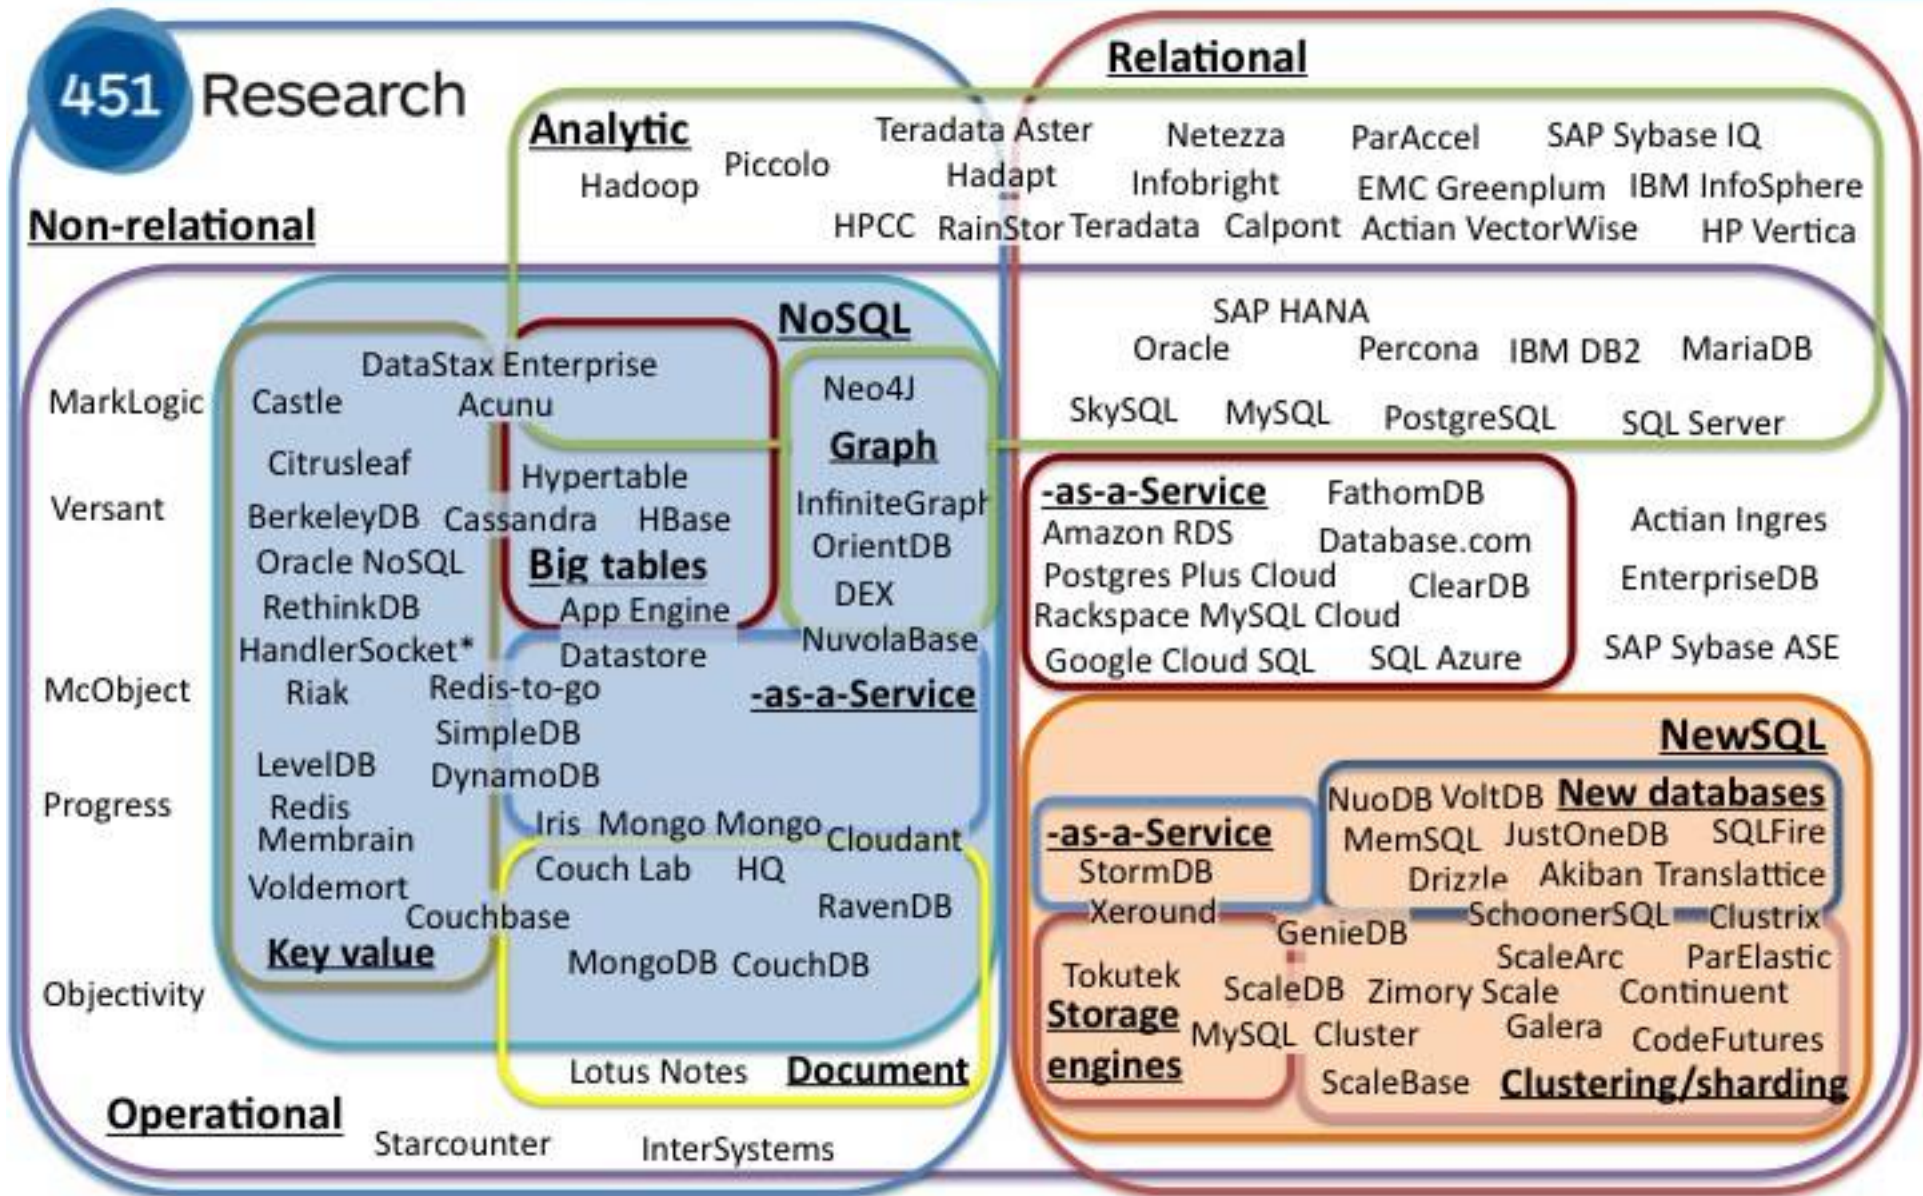 451 Research
Relational
Analytic
Teradata Aster
Netezza
ParAccel
SAP Sybase IQ
Piccolo
Hadoop
Hadapt
Infobright
EMC Greenplum
IBM InfoSphere
Non-relational
HPCC
RainStor
Teradata
Calpont
Actian VectorWise
HP Vertica
NoSQL
SAP HANA
Oracle
Percona
IBM DB2
MariaDB
SkySQL
MySQL
PostgreSQL
SQL Server
MarkLogic
Versant
McObject
Progress
Objectivity
DataStax Enterprise
Castle
Acunu
Citrusleaf
BerkeleyDB
Cassandra
Oracle NoSQL
RethinkDB
HandlerSocket*
Riak
Redis-to-go
SimpleDB
LevelDB
DynamoDB
Redis
Membrain
Voldemort
Couchbase
Key value
Hypertable
HBase
Big tables
App Engine
Datastore
Neo4J
Graph
InfiniteGraph
OrientDB
DEX
NuvolaBase
-as-a-Service
Iris
Couch
Mongo
Lab
Mongo
HQ
Cloudant
RavenDB
MongoDB
CouchDB
Lotus Notes
Document
Operational
Starcounter
InterSystems
-as-a-Service
FathomDB
Amazon RDS
Database.com
Postgres Plus Cloud
ClearDB
Rackspace MySQL Cloud
Google Cloud SQL
SQL Azure
Actian Ingres
EnterpriseDB
SAP Sybase ASE
NewSQL
NuoDB
VoltDB
New databases
MemSQL
JustOneDB
SQLFire
Drizzle
Akiban
Translattice
-as-a-Service
StormDB
Xeround
GenieDB
SchoonerSQL
Clustrix
Tokutek
ScaleDB
Storage
engines
MySQL Cluster
ScaleArc
ParElastic
Zimory Scale
Continuent
Galera
CodeFutures
ScaleBase
Clustering/sharding